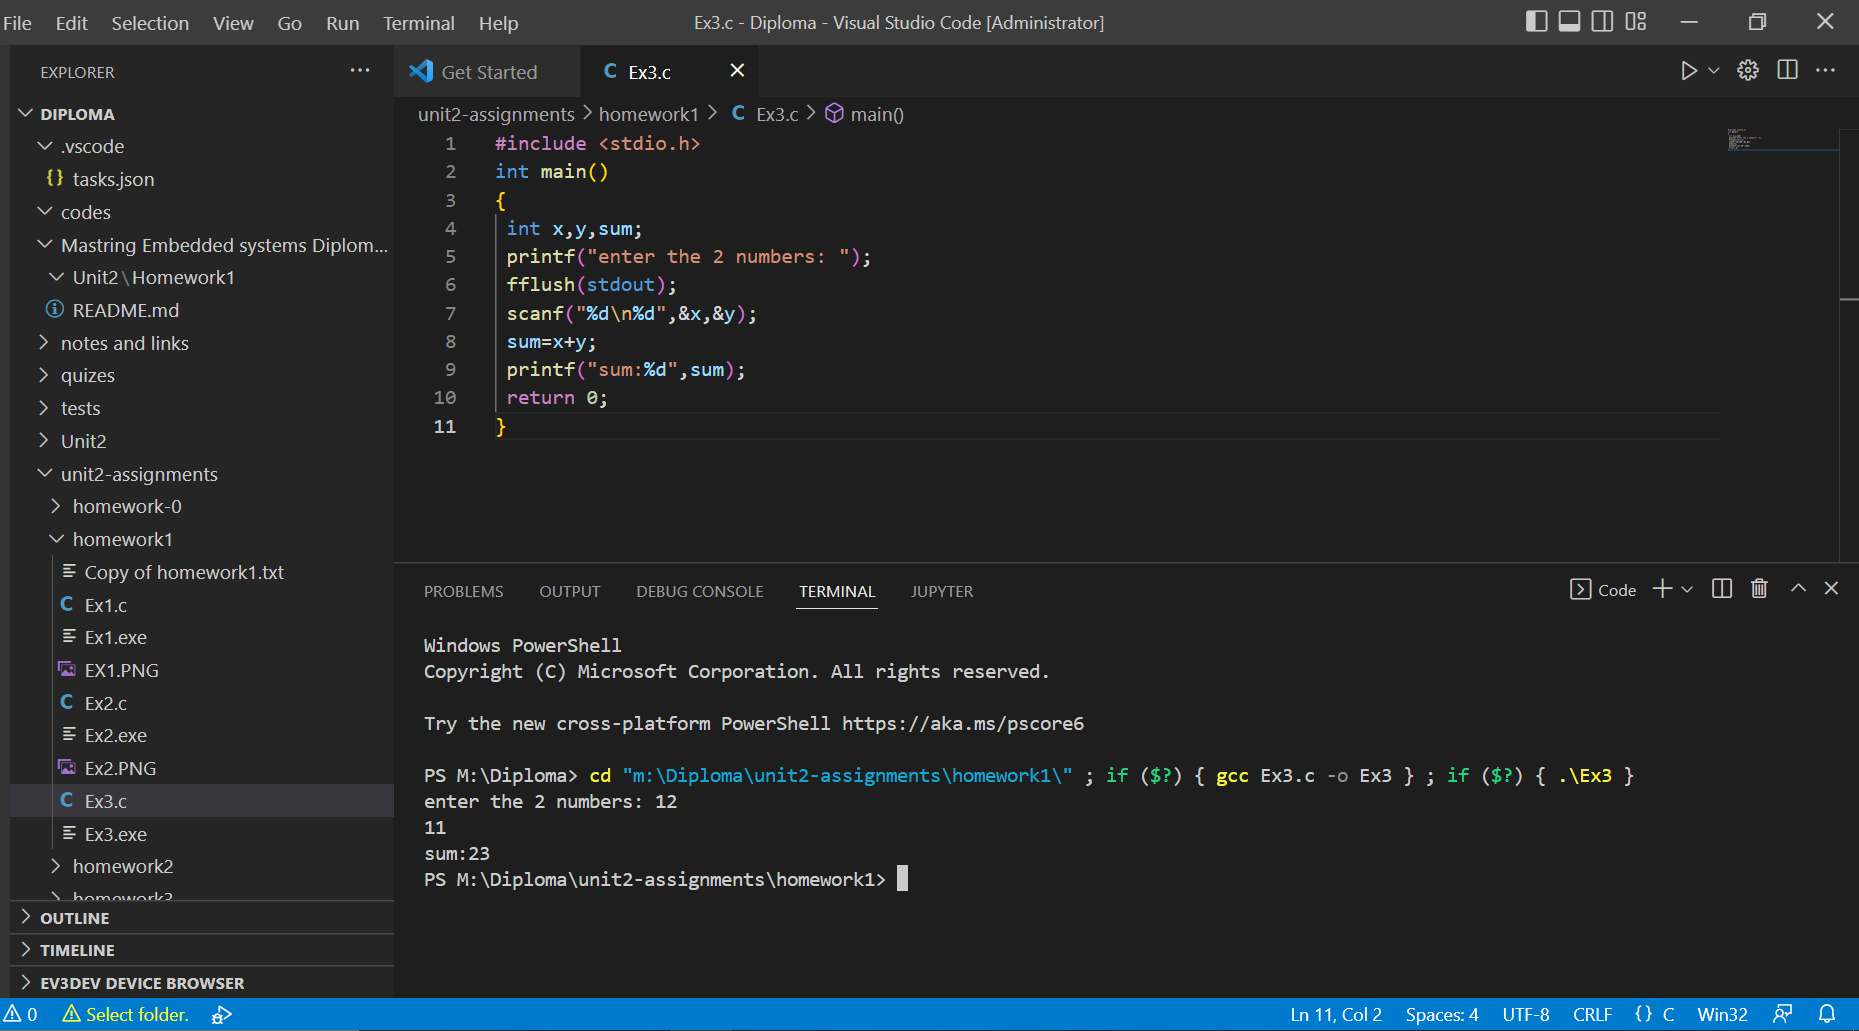 File Edit Selection View Go Run Terminal Help Ex3.c - Diploma - Visual Studio Code [Administrator]
EXPLORER
DIPLOMA
.vscode
{} tasks.json
codes
Mastring Embedded systems Diplom...
Unit2\Homework1
README.md
notes and links
quizes
tests
Unit2
unit2-assignments
homework-0
homework1
Copy of homework1.txt
C Ex1.c
Ex1.exe
EX1.PNG
C Ex2.c
Ex2.exe
Ex2.PNG
C Ex3.c
Ex3.exe
homework2
homework3
OUTLINE
TIMELINE
EV3DEV DEVICE BROWSER
Get Started C Ex3.c
unit2-assignments > homework1 > C Ex3.c > main()
1 #include <stdio.h>
2 int main()
3 {
4 int x,y,sum;
5 printf("enter the 2 numbers: ");
6 fflush(stdout);
7 scanf("%d\n%d",&x,&y);
8 sum=x+y;
9 printf("sum:%d",sum);
10 return 0;
11 }
PROBLEMS OUTPUT DEBUG CONSOLE TERMINAL JUPYTER Code
Windows PowerShell
Copyright (C) Microsoft Corporation. All rights reserved.
Try the new cross-platform PowerShell https://aka.ms/pscore6
PS M:\Diploma> cd "m:\Diploma\unit2-assignments\homework1\" ; if ($?) { gcc Ex3.c -o Ex3 } ; if ($?) { .\Ex3 }
enter the 2 numbers: 12
11
sum:23
PS M:\Diploma\unit2-assignments\homework1>
0 Select folder. Ln 11, Col 2 Spaces: 4 UTF-8 CRLF {} C Win32